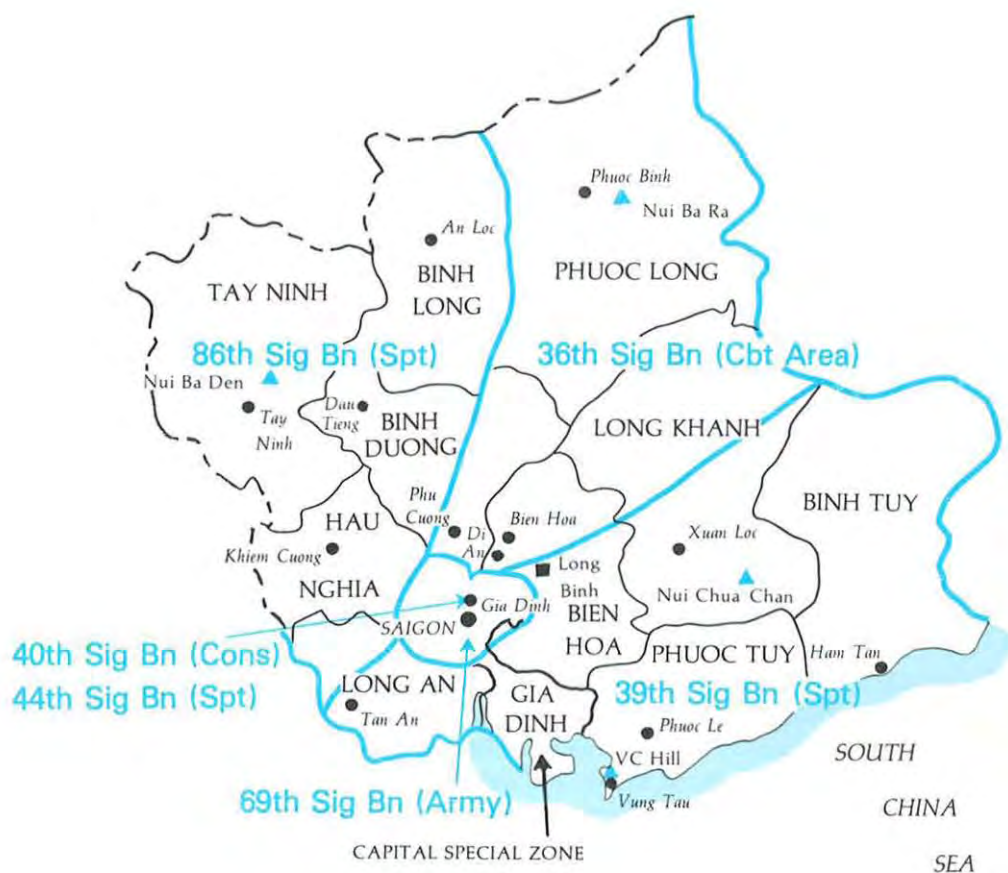 Phuoc Binh
Nui Ba Ra
An Loc
BINH
LONG
PHUOC LONG
TAY NINH
86th Sig Bn (Spt)
36th Sig Bn (Cbt Area)
Nui Ba Den
Tay
Ninh
Dau
Tieng
BINH
DUONG
LONG KHANH
BINH TUY
Phu
Cuong
Di
An
Bien Hoa
Xuan Loc
HAU
NGHIA
Khiem Cuong
Long
Binh
BIEN
HOA
Nui Chua Chan
Gia Dinh
SAIGON
40th Sig Bn (Cons)
44th Sig Bn (Spt)
LONG AN
Tan An
GIA
DINH
PHUOC TUY
Ham Tan
39th Sig Bn (Spt)
Phuoc Le
VC Hill
Vung Tau
69th Sig Bn (Army)
CAPITAL SPECIAL ZONE
SOUTH
CHINA
SEA